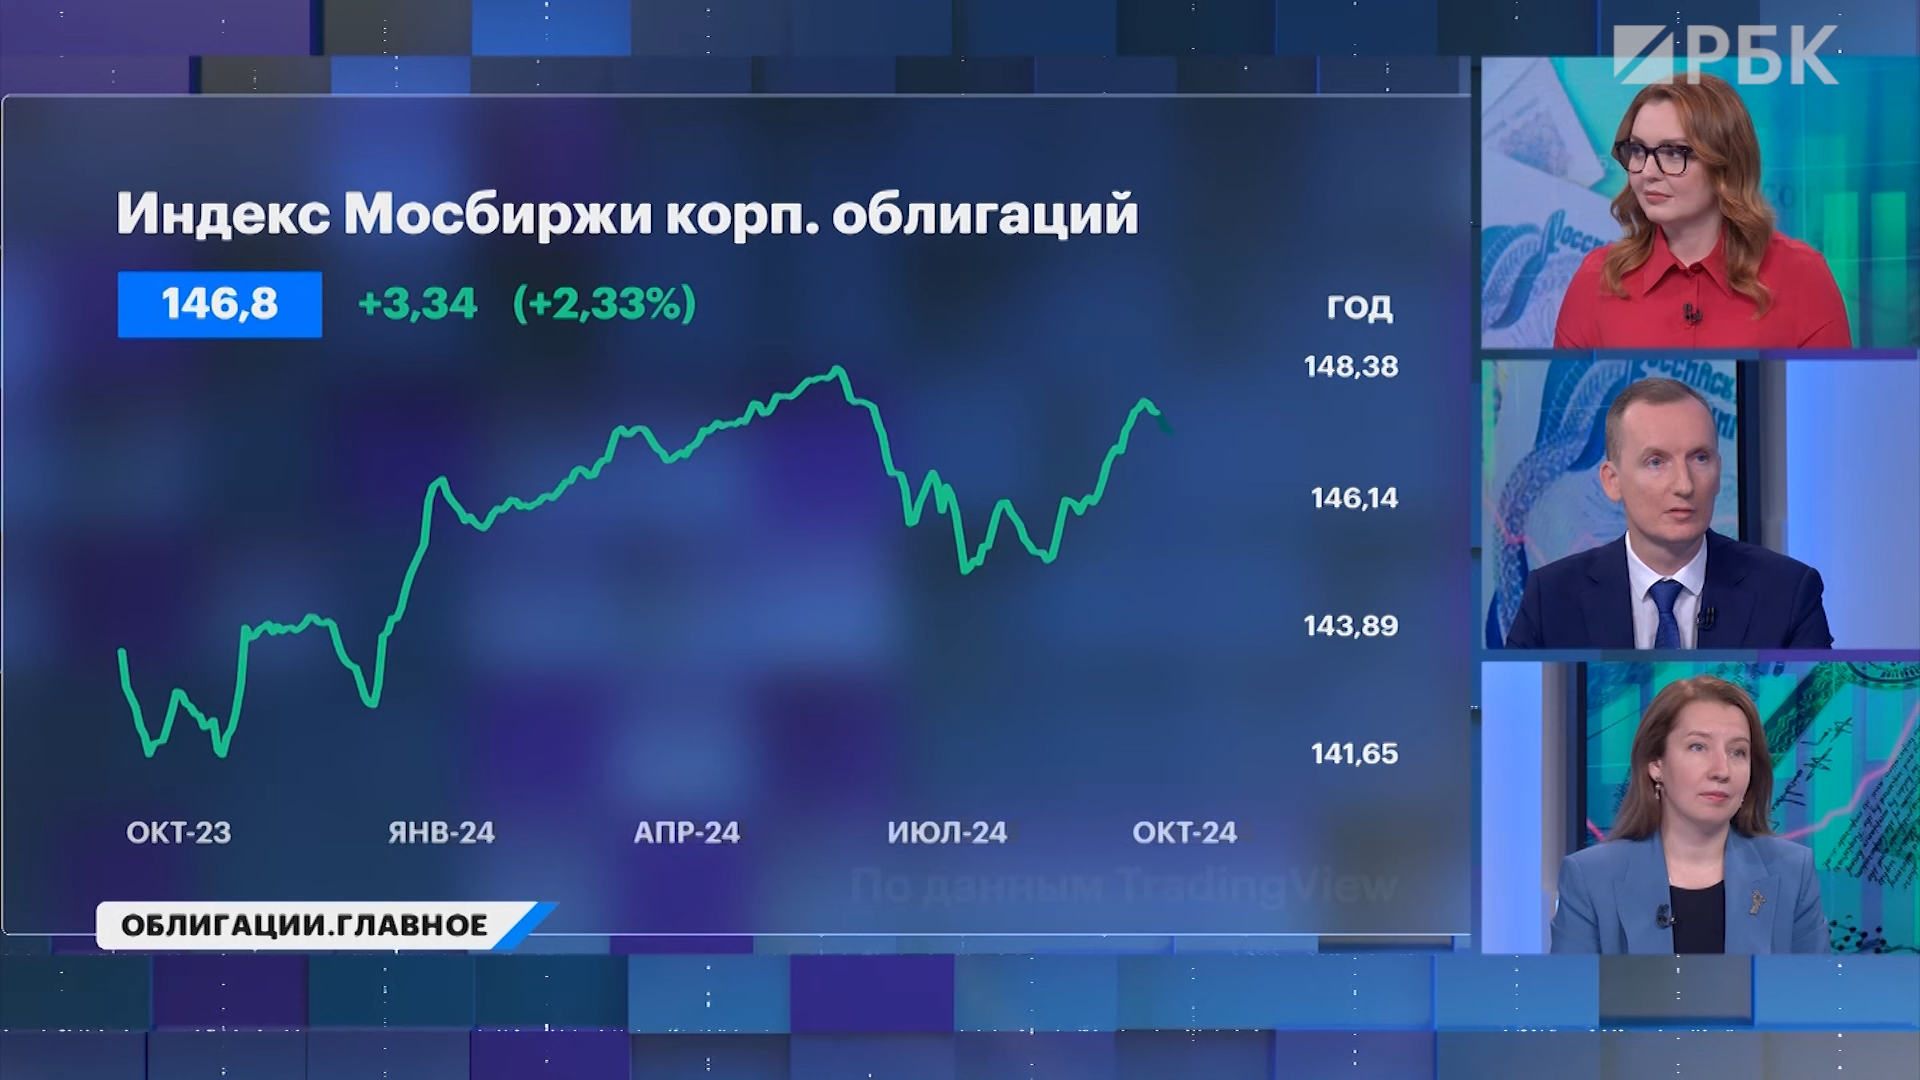 РБК
Индекс Мосбиржи корп. облигаций
146,8 +3,34 (+2,33%)
ГОД
148,38
146,14
143,89
141,65
ОКТ-23 ЯНВ-24 АПР-24 ИЮЛ-24 ОКТ-24
По данным TradingView
ОБЛИГАЦИИ.ГЛАВНОЕ